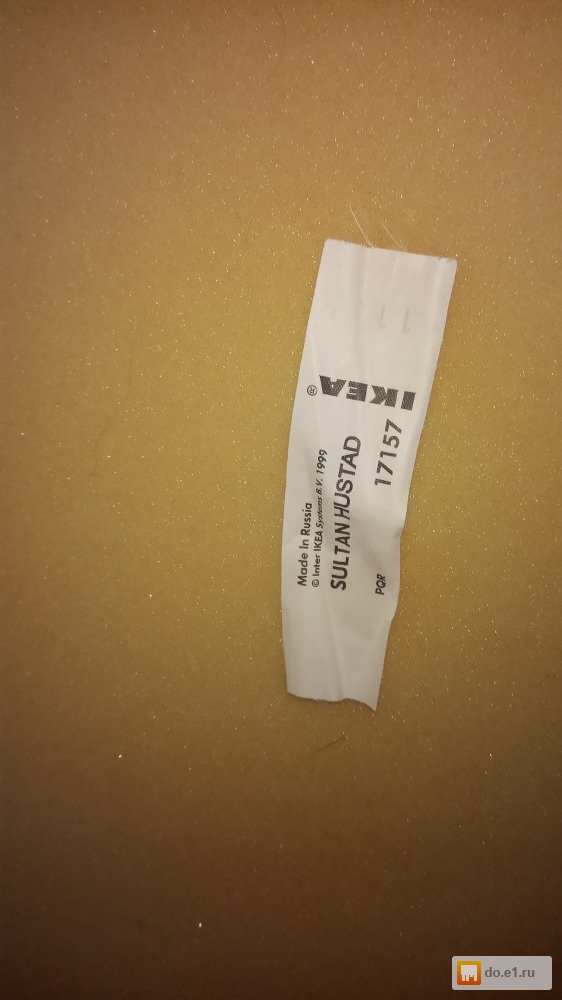 Made In Russia
© Inter IKEA Systems B.V. 1999
SULTAN HUSTAD
PQR 17157
IKEA®
do.e1.ru